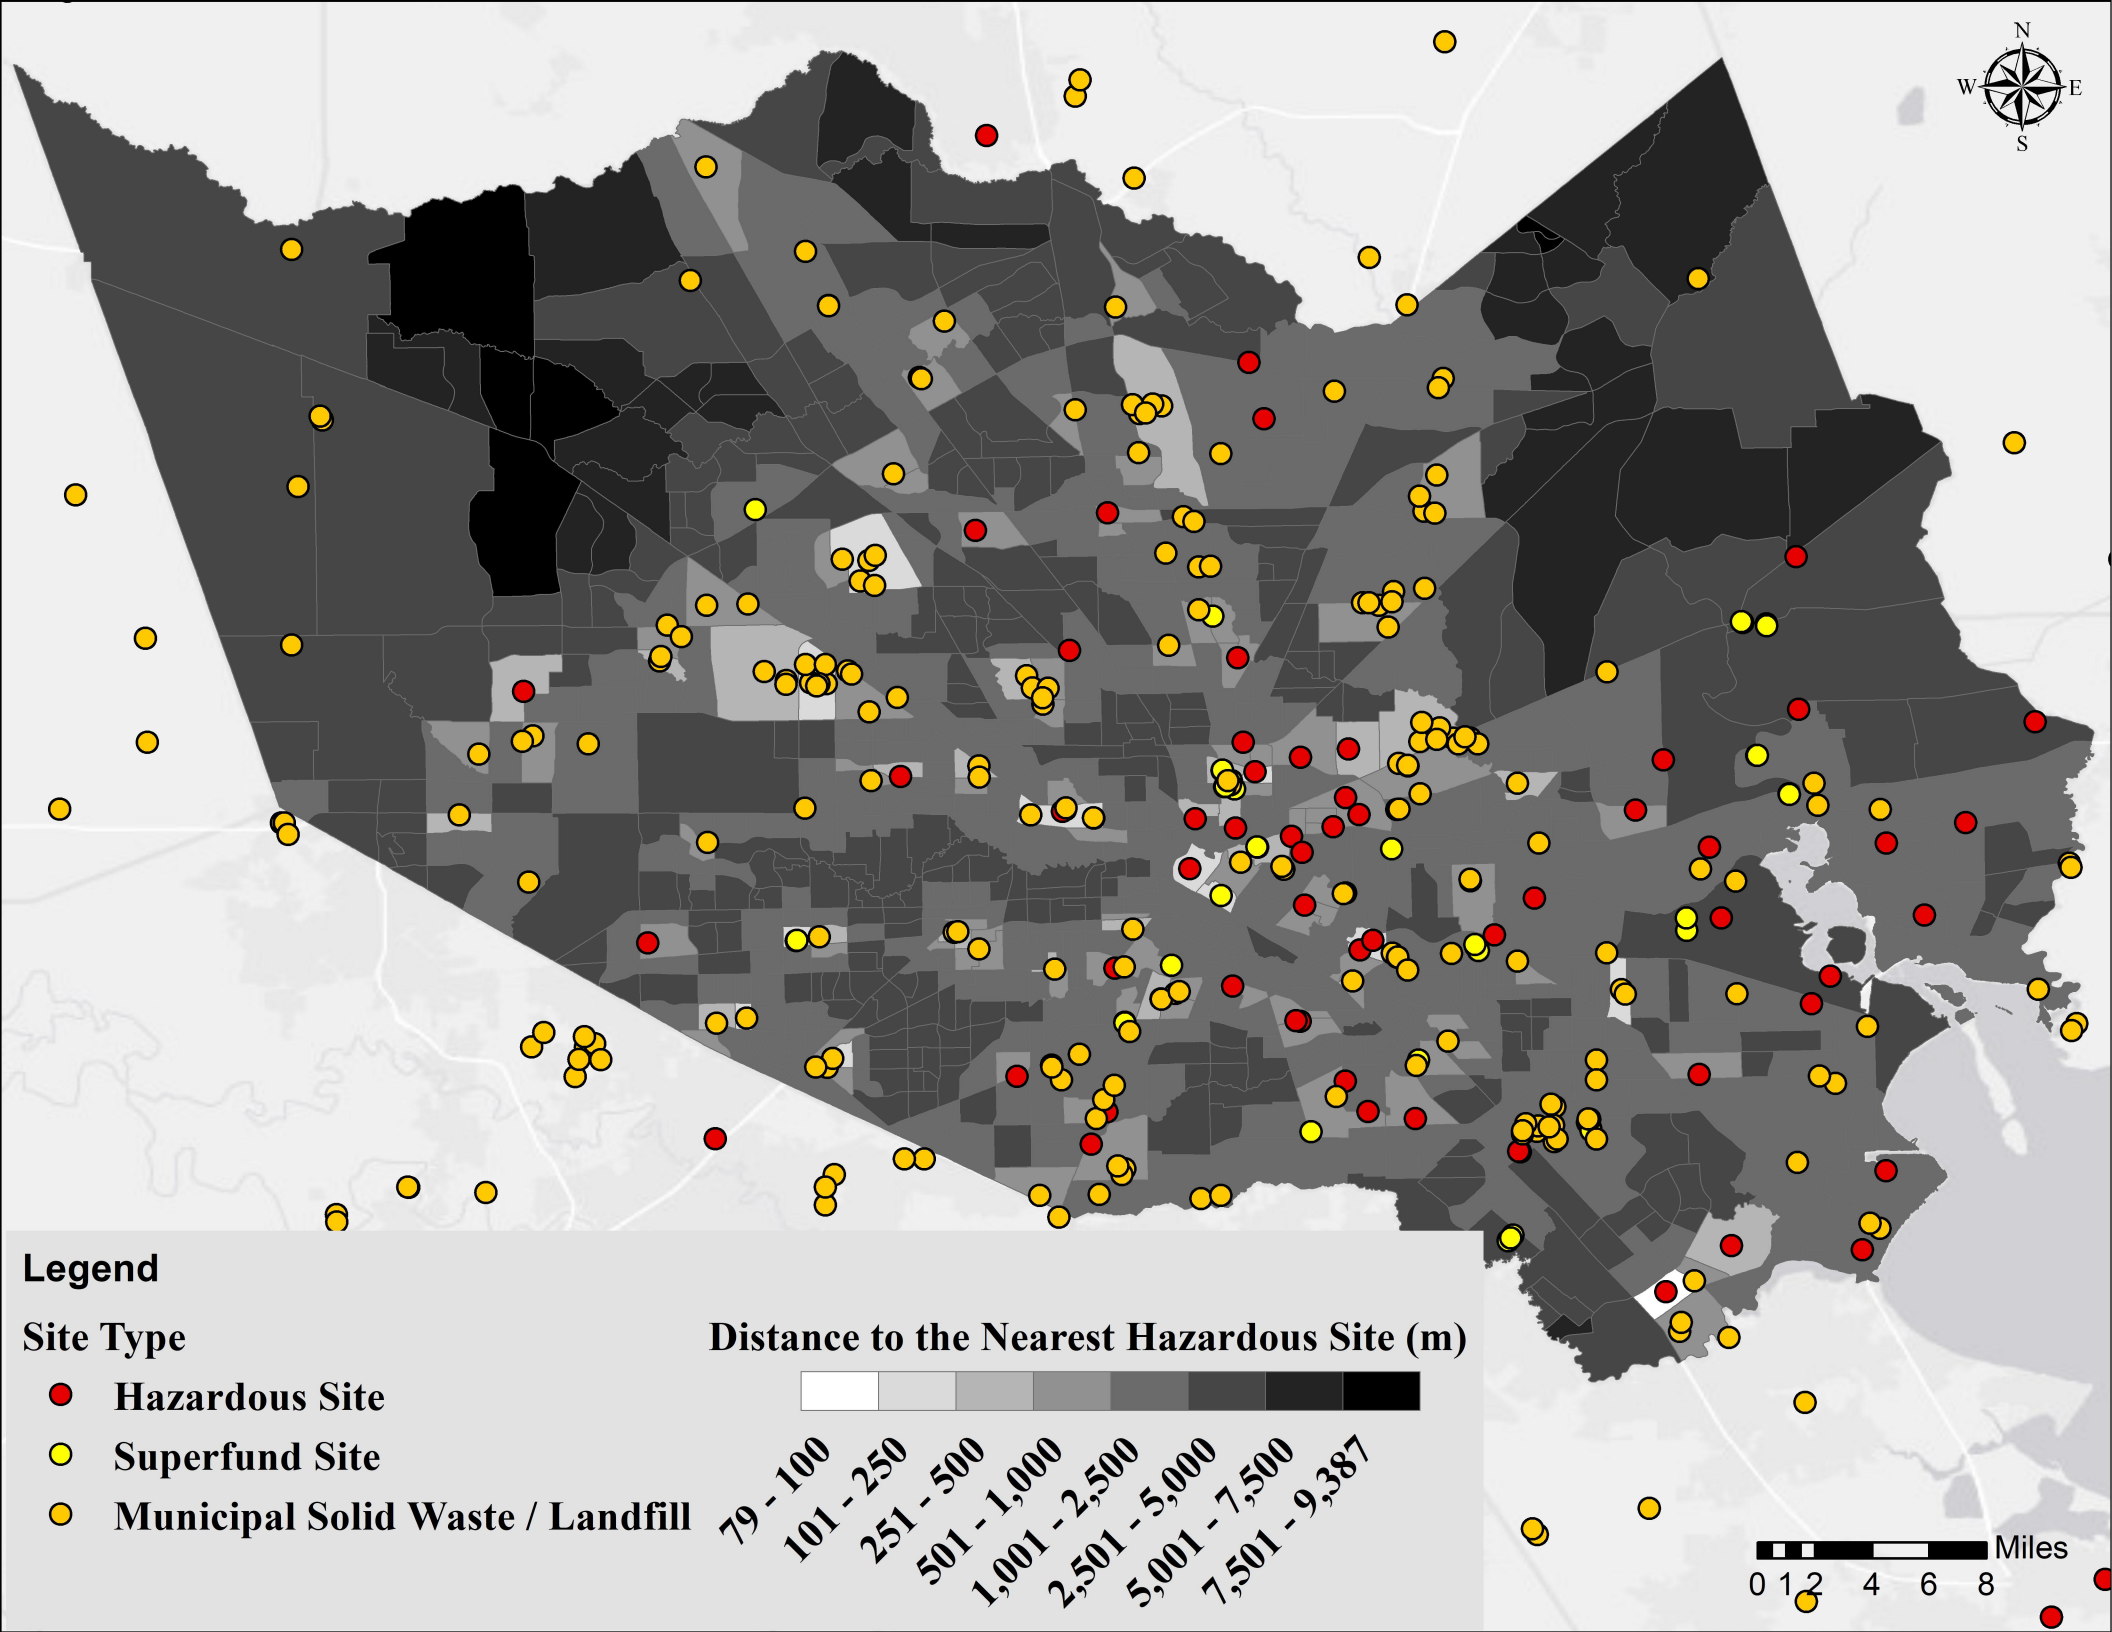 N
W E
S
Legend
Site Type
Hazardous Site
Superfund Site
Municipal Solid Waste / Landfill
Distance to the Nearest Hazardous Site (m)
79 - 100
101 - 250
251 - 500
501 - 1,000
1,001 - 2,500
2,501 - 5,000
5,001 - 7,500
7,501 - 9,387
Miles
0 1 2 4 6 8